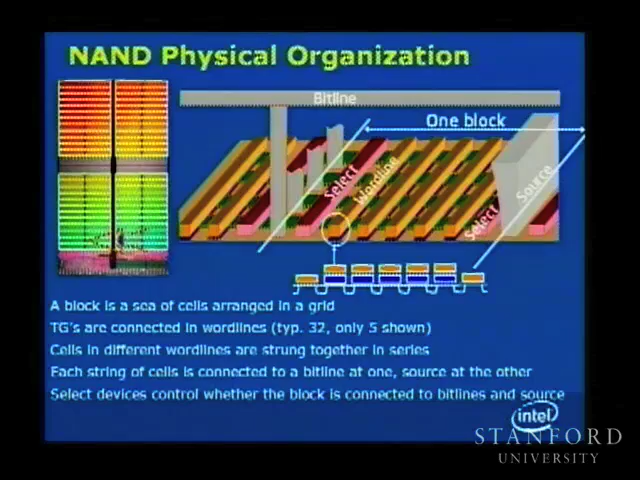 NAND Physical Organization
Bitline
One block
Select
Wordline
Select
Source
A block is a sea of cells arranged in a grid
TG's are connected in wordlines (typ. 32, only 5 shown)
Cells in different wordlines are strung together in series
Each string of cells is connected to a bitline at one, source at the other
Select devices control whether the block is connected to bitlines and source
intel
STANFORD
UNIVERSITY